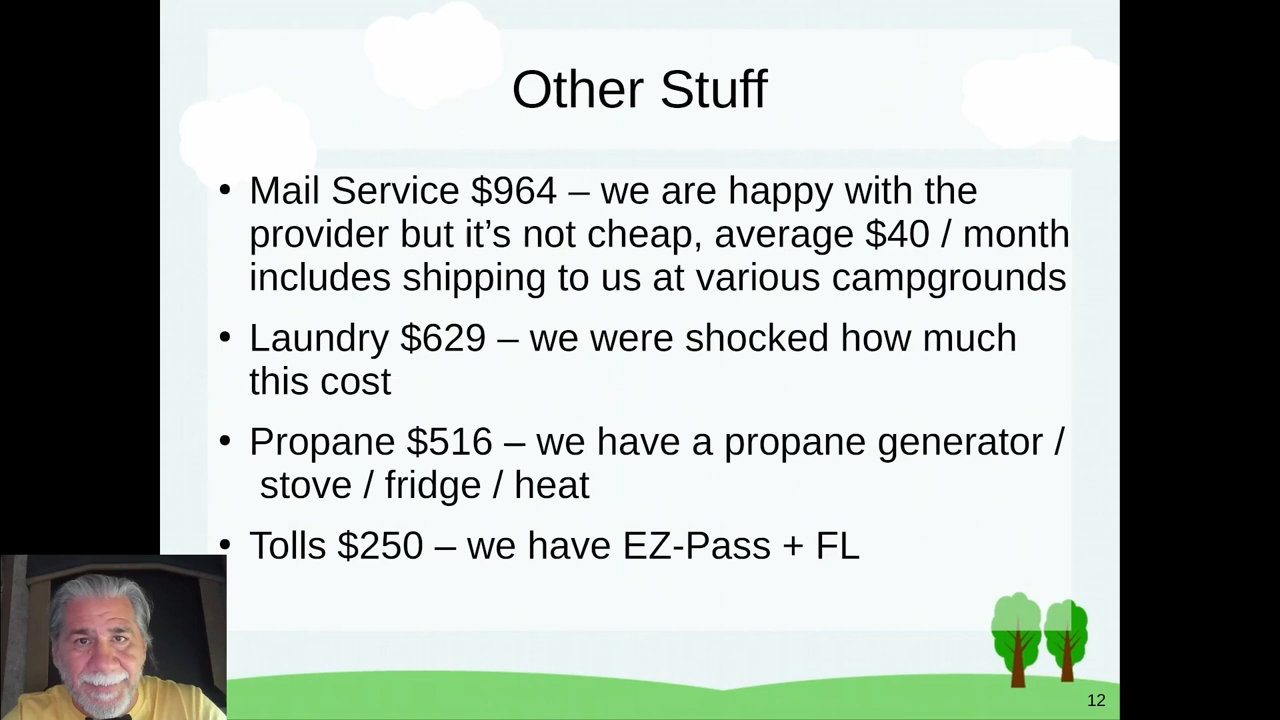 Other Stuff
• Mail Service $964 – we are happy with the
provider but it’s not cheap, average $40 / month
includes shipping to us at various campgrounds
• Laundry $629 – we were shocked how much
this cost
• Propane $516 – we have a propane generator /
stove / fridge / heat
• Tolls $250 – we have EZ-Pass + FL
12